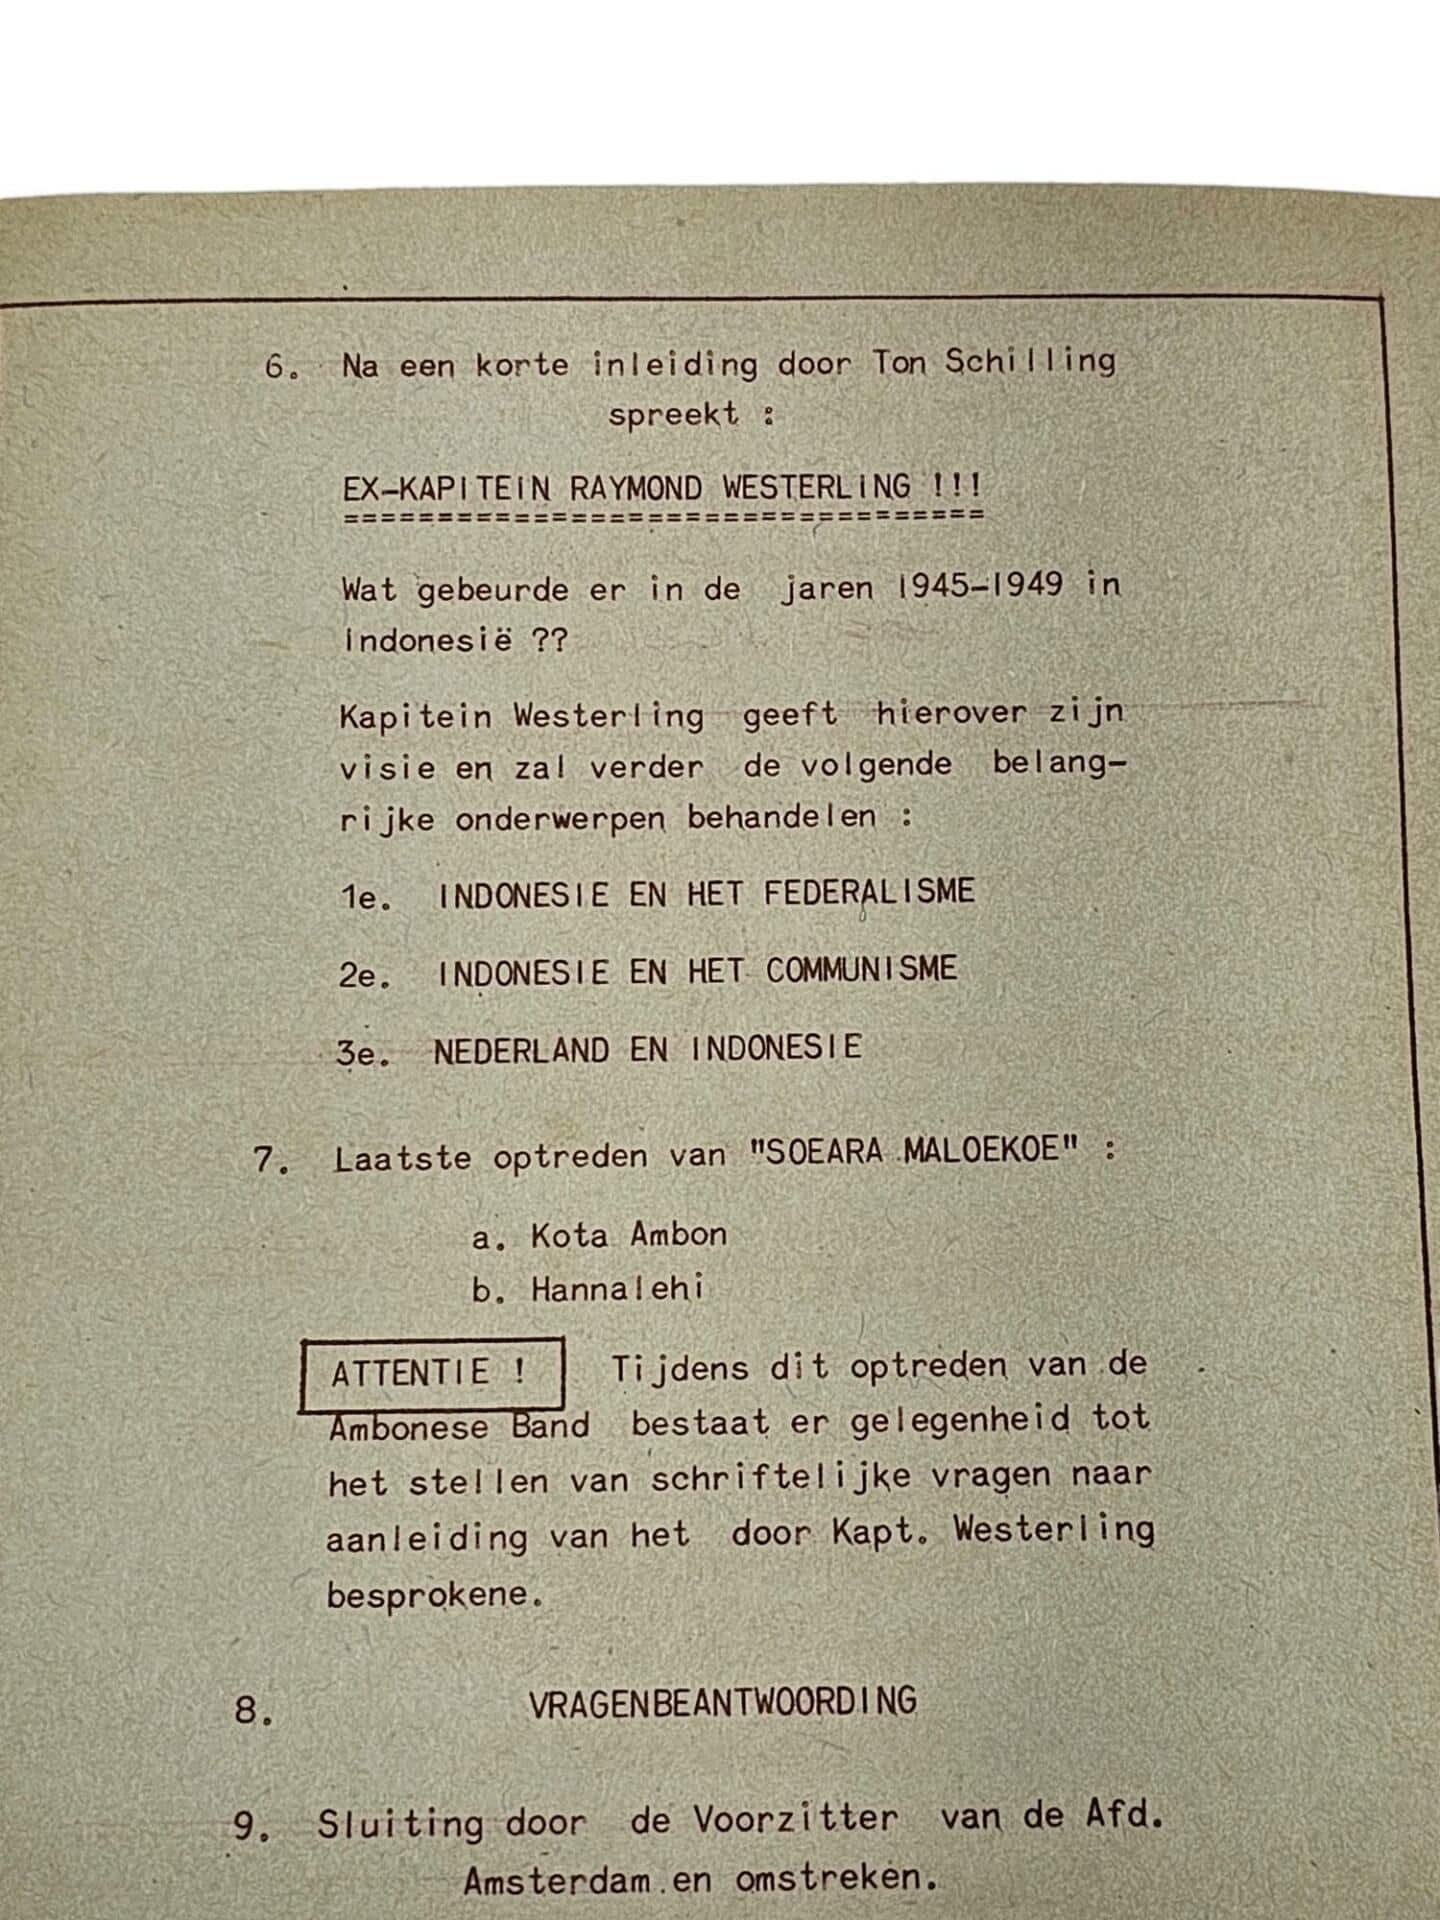 6. Na een korte inleiding door Ton Schilling
spreekt :
EX-KAPITEIN RAYMOND WESTERLING !!!
==================================
Wat gebeurde er in de jaren 1945-1949 in
Indonesië ??
Kapitein Westerling geeft hierover zijn
visie en zal verder de volgende belang-
rijke onderwerpen behandelen :
1e. INDONESIE EN HET FEDERALISME
2e. INDONESIE EN HET COMMUNISME
3e. NEDERLAND EN INDONESIE
7. Laatste optreden van "SOEARA MALOEKOE" :
a. Kota Ambon
b. Hannalehi
ATTENTIE ! Tijdens dit optreden van de
Ambonese Band bestaat er gelegenheid tot
het stellen van schriftelijke vragen naar
aanleiding van het door Kapt. Westerling
besprokene.
8. VRAGENBEANTWOORDING
9. Sluiting door de Voorzitter van de Afd.
Amsterdam en omstreken.